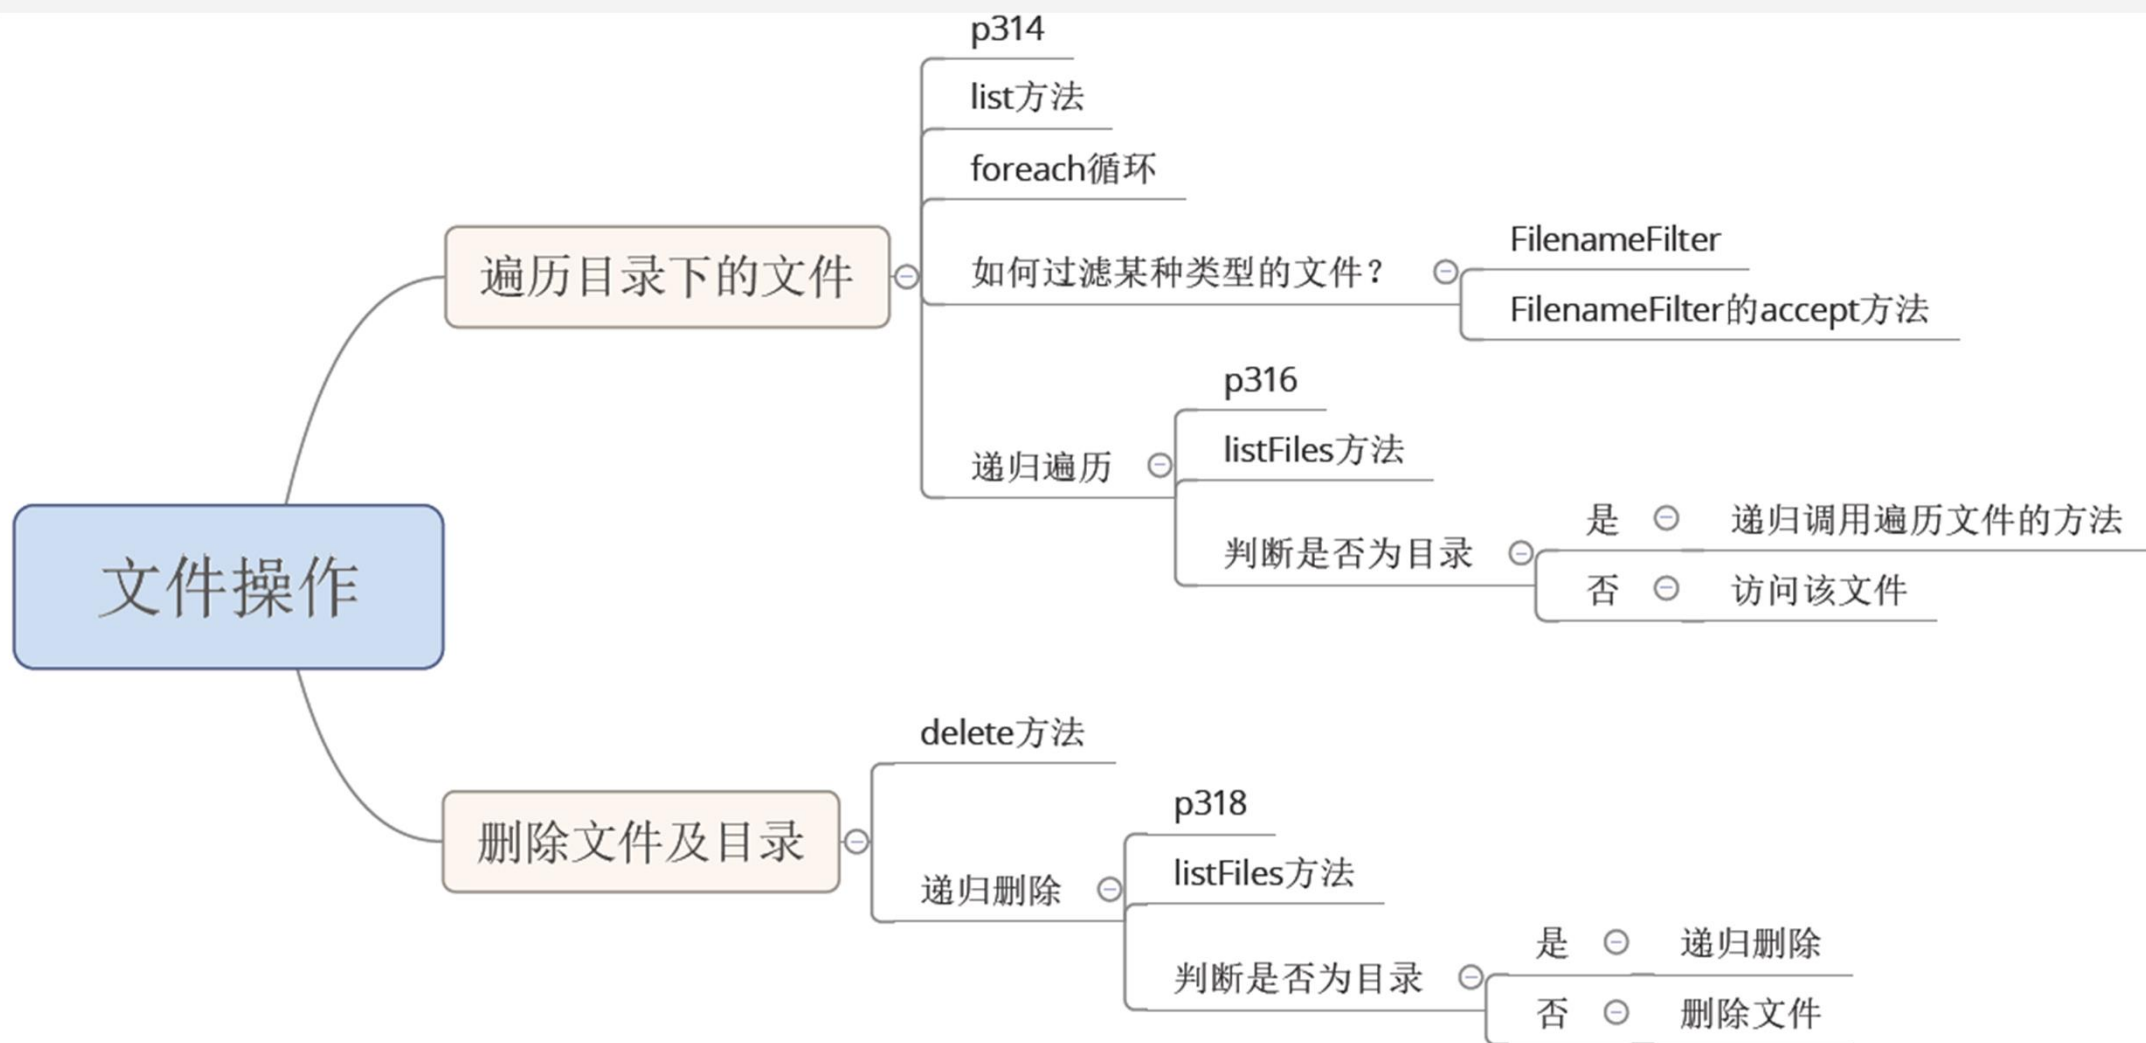 文件操作
遍历目录下的文件
p314
list方法
foreach循环
如何过滤某种类型的文件？
FilenameFilter
FilenameFilter的accept方法
递归遍历
p316
listFiles方法
判断是否为目录
是
递归调用遍历文件的方法
否
访问该文件
删除文件及目录
delete方法
递归删除
p318
listFiles方法
判断是否为目录
是
递归删除
否
删除文件